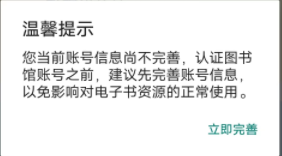 温馨提示
您当前账号信息尚不完善，认证图书
馆账号之前，建议先完善账号信息，
以免影响对电子书资源的正常使用。
立即完善